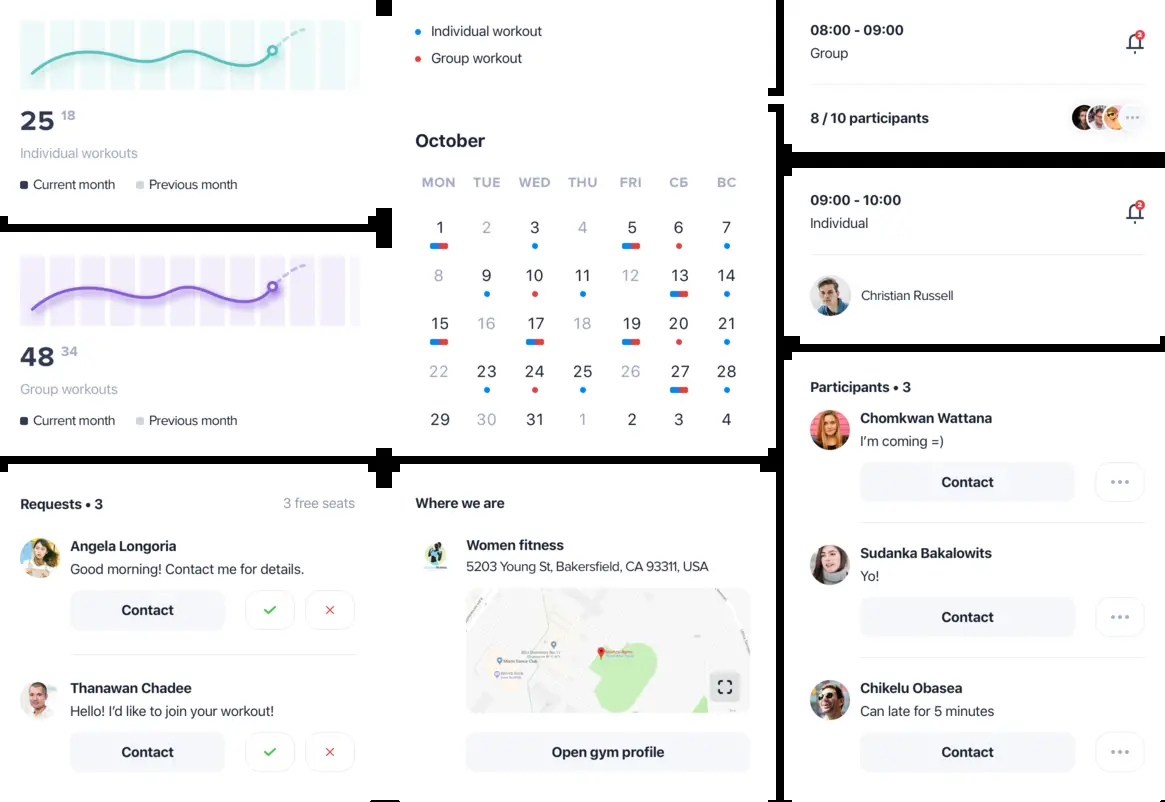 25 18
Individual workouts
Current month Previous month
48 34
Group workouts
Current month Previous month
Requests • 3 3 free seats
Angela Longoria
Good morning! Contact me for details.
Contact
Thanawan Chadee
Hello! I'd like to join your workout!
Contact
Individual workout
Group workout
October
MON TUE WED THU FRI СБ ВС
1 2 3 4 5 6 7
8 9 10 11 12 13 14
15 16 17 18 19 20 21
22 23 24 25 26 27 28
29 30 31 1 2 3 4
Where we are
Women fitness
5203 Young St, Bakersfield, CA 93311, USA
Open gym profile
08:00 - 09:00
Group
8 / 10 participants
09:00 - 10:00
Individual
Christian Russell
Participants • 3
Chomkwan Wattana
I'm coming =)
Contact
Sudanka Bakalowits
Yo!
Contact
Chikelu Obasea
Can late for 5 minutes
Contact